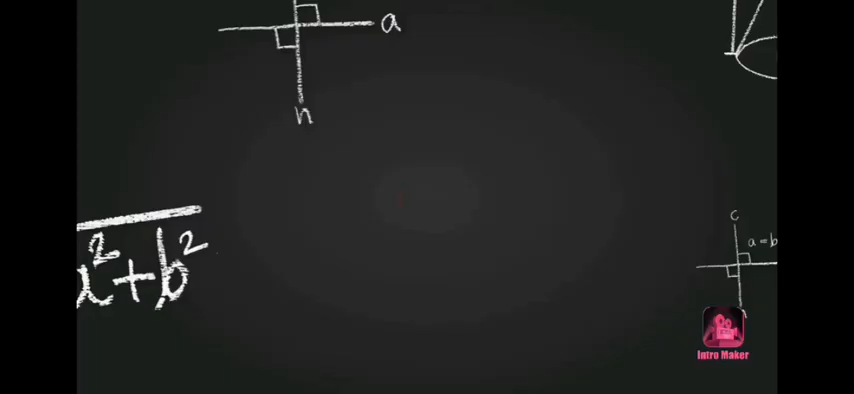 a
n
a²+b²
c
a=b
Intro Maker